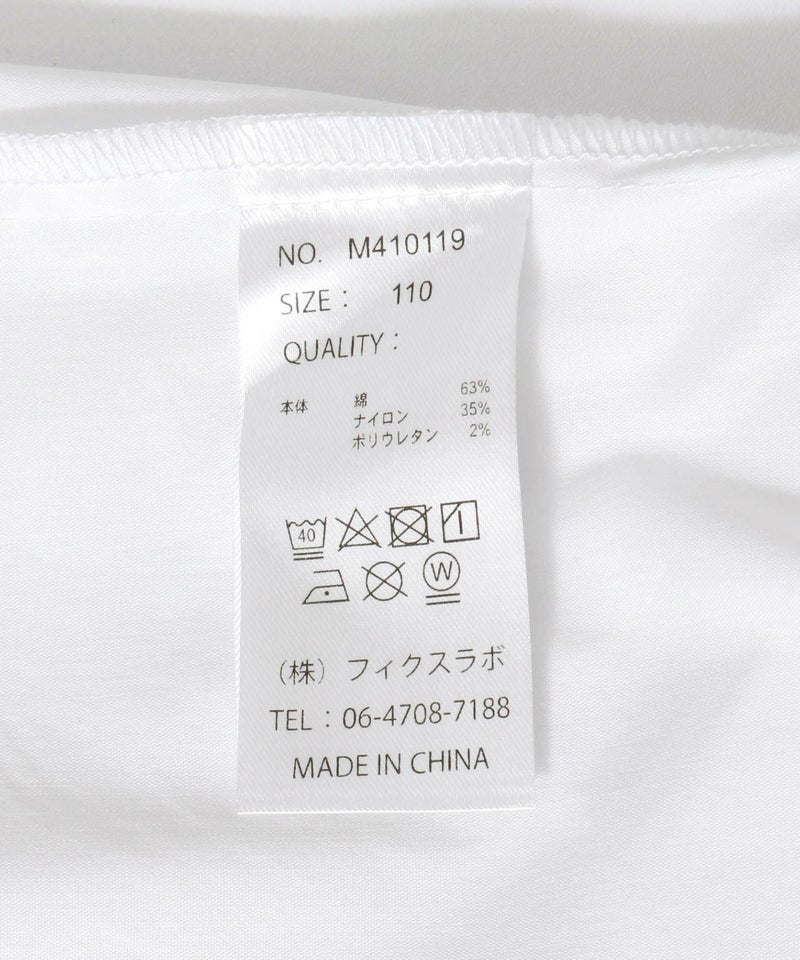 NO. M410119
SIZE : 110
QUALITY :
本体 綿 63%
ナイロン 35%
ポリウレタン 2%
40
W
(株) フィクスラボ
TEL : 06-4708-7188
MADE IN CHINA